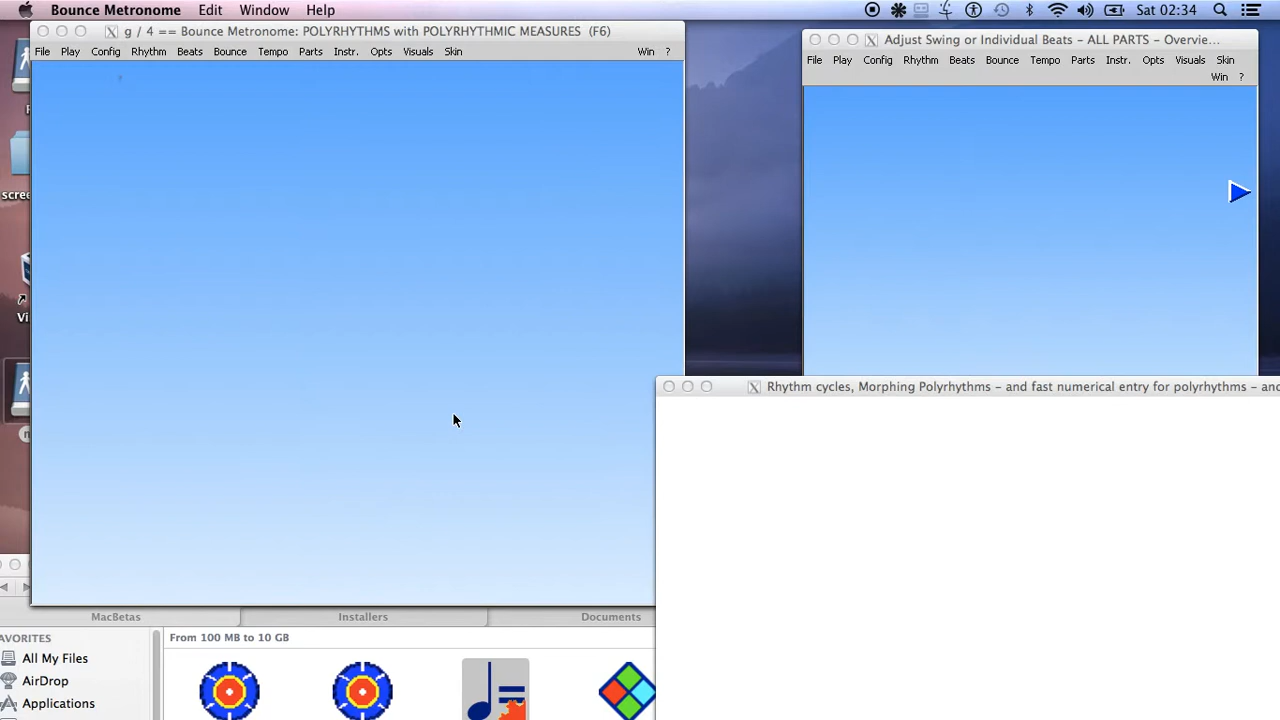 Bounce Metronome Edit Window Help Sat 02:34
g / 4 == Bounce Metronome: POLYRHYTHMS with POLYRHYTHMIC MEASURES (F6)
File Play Config Rhythm Beats Bounce Tempo Parts Instr. Opts Visuals Skin Win ?
Adjust Swing or Individual Beats - ALL PARTS - Overvie...
File Play Config Rhythm Beats Bounce Tempo Parts Instr. Opts Visuals Skin
Win ?
scree
Vi
Rhythm cycles, Morphing Polyrhythms - and fast numerical entry for polyrhythms - and
MacBetas Installers Documents
AVORITES
All My Files
AirDrop
Applications
From 100 MB to 10 GB